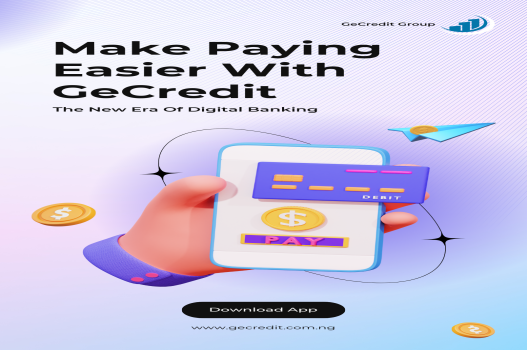 GeCredit Group
Make Paying
Easier With
GeCredit
The New Era Of Digital Banking
DEBIT
$
$
PAY
Download App
www.gecredit.com.ng